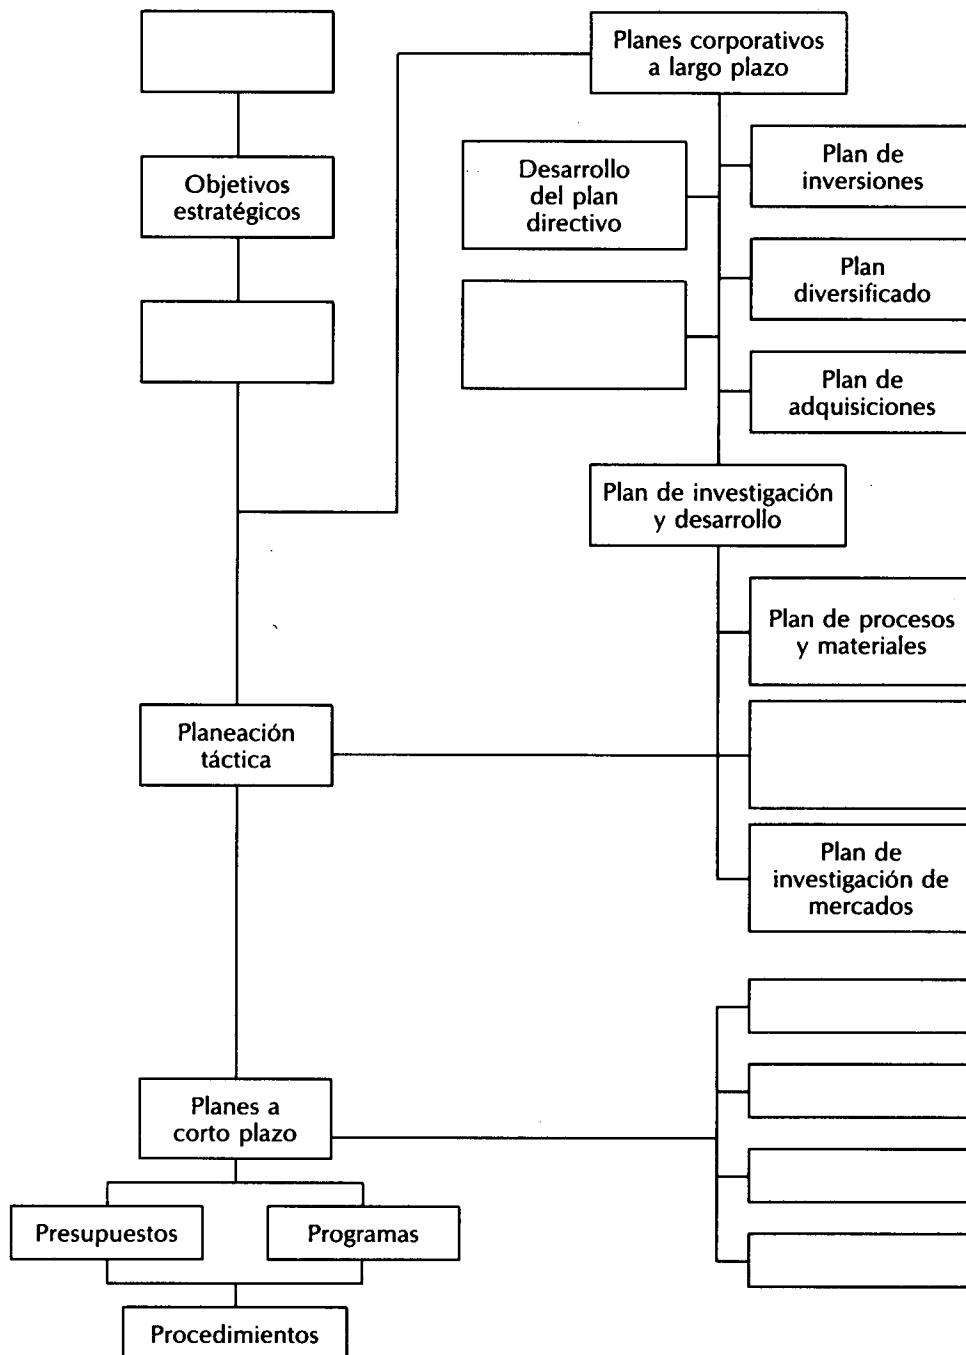 Planes corporativos
a largo plazo
Objetivos
estratégicos
Desarrollo
del plan
directivo
Plan de
inversiones
Plan
diversificado
Plan de
adquisiciones
Plan de investigación
y desarrollo
Plan de procesos
y materiales
Planeación
táctica
Plan de
investigación de
mercados
Planes a
corto plazo
Presupuestos
Programas
Procedimientos